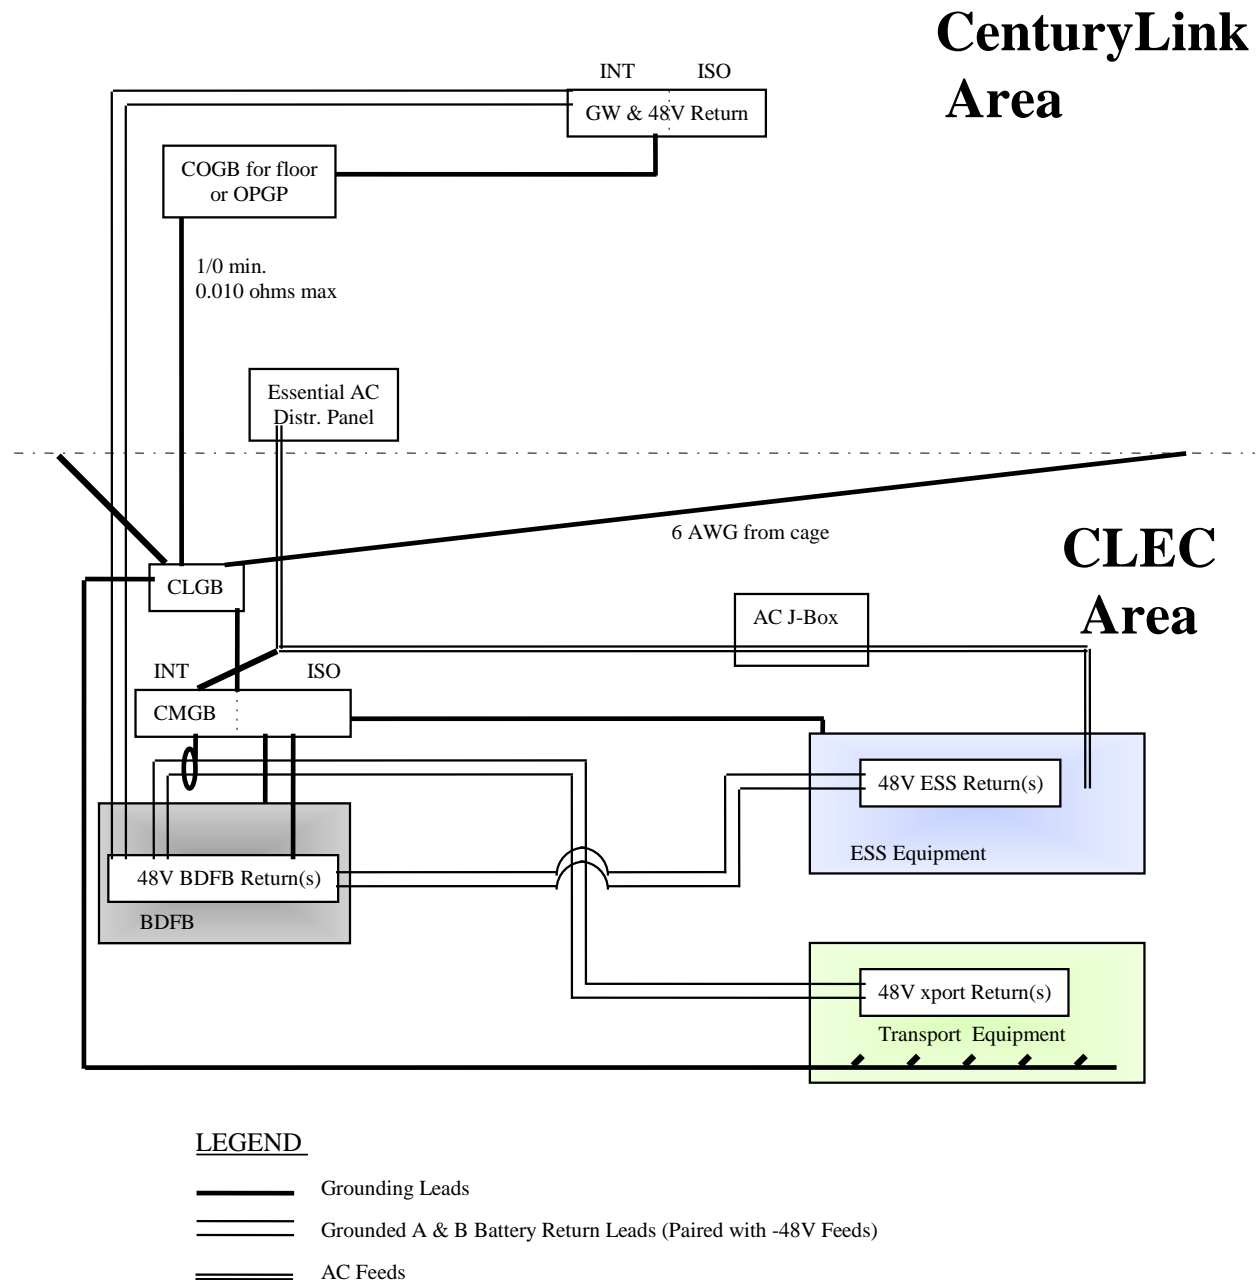 CenturyLink
Area
INT
ISO
GW & 48V Return
COGB for floor
or OPGP
1/0 min.
0.010 ohms max
Essential AC
Distr. Panel
6 AWG from cage
CLEC
Area
CLGB
AC J-Box
INT
ISO
CMGB
48V ESS Return(s)
ESS Equipment
48V BDFB Return(s)
BDFB
48V xport Return(s)
Transport Equipment
LEGEND
Grounding Leads
Grounded A & B Battery Return Leads (Paired with -48V Feeds)
AC Feeds